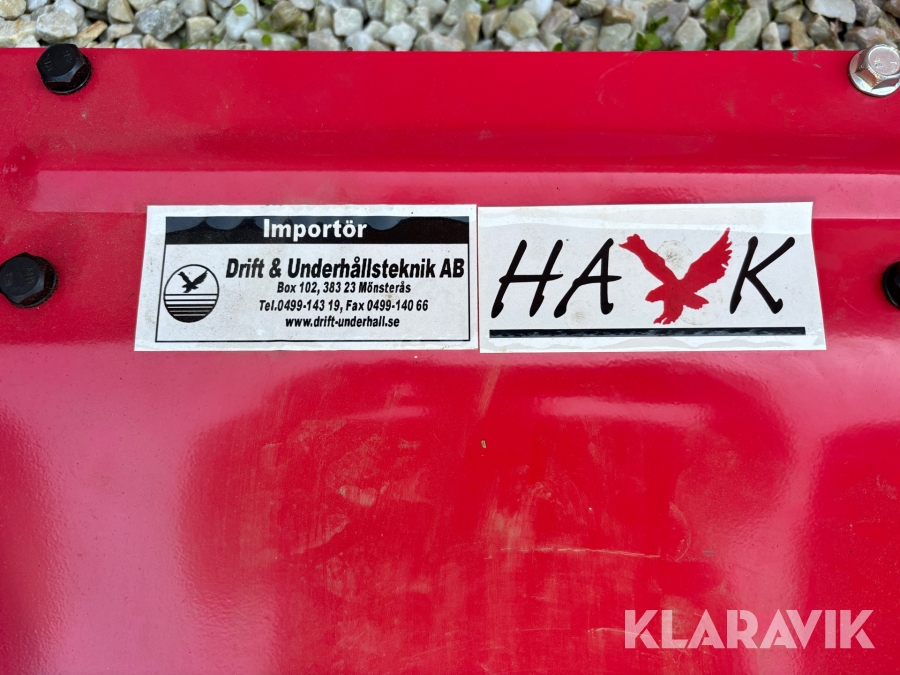 Importör
Drift & Underhållsteknik AB
Box 102, 383 23 Mönsterås
Tel.0499-143 19, Fax 0499-140 66
www.drift-underhall.se
HAWK
KLARAVIK